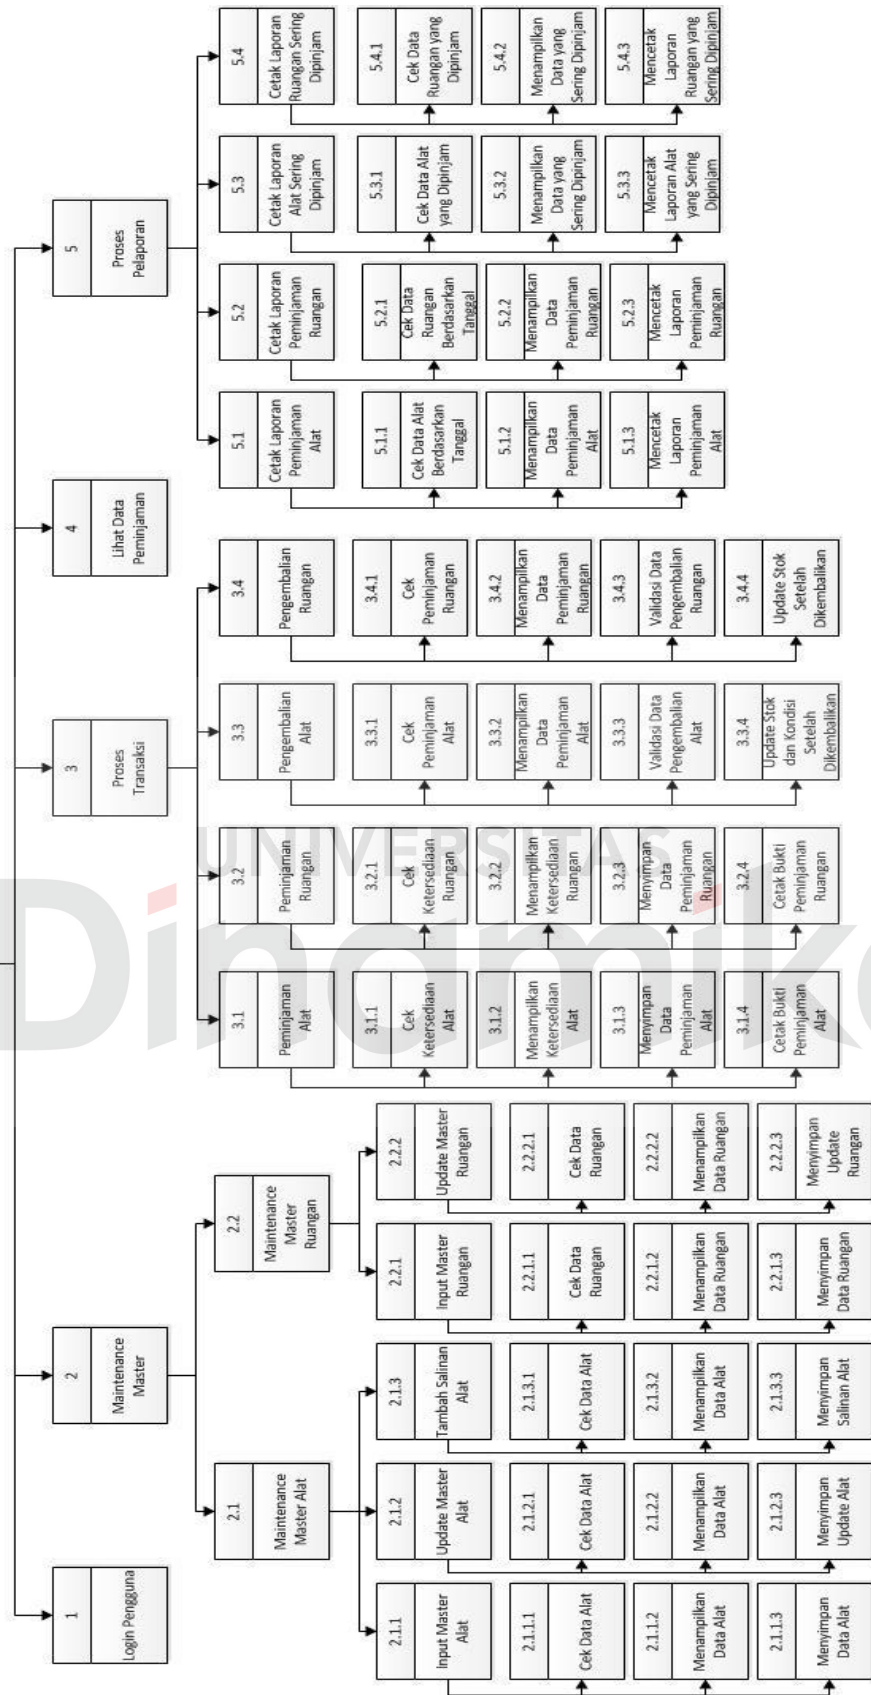 1
Login Pengguna
2
Maintenance
Master
2.1
Maintenance
Master Alat
2.1.1
Input Master
Alat
2.1.1.1
Cek Data Alat
2.1.1.2
Menampilkan
Data Alat
2.1.1.3
Menyimpan
Data Alat
2.1.2
Update Master
Alat
2.1.2.1
Cek Data Alat
2.1.2.2
Menampilkan
Data Alat
2.1.2.3
Menyimpan
Update Alat
2.1.3
Tambah Salinan
Alat
2.1.3.1
Cek Data Alat
2.1.3.2
Menampilkan
Data Alat
2.1.3.3
Menyimpan
Salinan Alat
2.2
Maintenance
Master
Ruangan
2.2.1
Input Master
Ruangan
2.2.1.1
Cek Data
Ruangan
2.2.1.2
Menampilkan
Data Ruangan
2.2.1.3
Menyimpan
Data Ruangan
2.2.2
Update Master
Ruangan
2.2.2.1
Cek Data
Ruangan
2.2.2.2
Menampilkan
Data Ruangan
2.2.2.3
Menyimpan
Update
Ruangan
3
Proses
Transaksi
3.1
Peminjaman
Alat
3.1.1
Cek
Ketersediaan
Alat
3.1.2
Menampilkan
Ketersediaan
Alat
3.1.3
Menyimpan
Data
Peminjaman
Alat
3.1.4
Cetak Bukti
Peminjaman
Alat
3.2
Peminjaman
Ruangan
3.2.1
Cek
Ketersediaan
Ruangan
3.2.2
Menampilkan
Ketersediaan
Ruangan
3.2.3
Menyimpan
Data
Peminjaman
Ruangan
3.2.4
Cetak Bukti
Peminjaman
Ruangan
3.3
Pengembalian
Alat
3.3.1
Cek
Peminjaman
Alat
3.3.2
Menampilkan
Data
Peminjaman
Alat
3.3.3
Validasi Data
Pengembalian
Alat
3.3.4
Update Stok
dan Kondisi
Setelah
Dikembalikan
3.4
Pengembalian
Ruangan
3.4.1
Cek
Peminjaman
Ruangan
3.4.2
Menampilkan
Data
Peminjaman
Ruangan
3.4.3
Validasi Data
Pengembalian
Ruangan
3.4.4
Update Stok
Setelah
Dikembalikan
4
Lihat Data
Peminjaman
5
Proses
Pelaporan
5.1
Cetak Laporan
Peminjaman
Alat
5.1.1
Cek Data Alat
Berdasarkan
Tanggal
5.1.2
Menampilkan
Data
Peminjaman
Alat
5.1.3
Mencetak
Laporan
Peminjaman
Alat
5.2
Cetak Laporan
Peminjaman
Ruangan
5.2.1
Cek Data
Ruangan
Berdasarkan
Tanggal
5.2.2
Menampilkan
Data
Peminjaman
Ruangan
5.2.3
Mencetak
Laporan
Peminjaman
Ruangan
5.3
Cetak Laporan
Alat Sering
Dipinjam
5.3.1
Cek Data Alat
yang Dipinjam
5.3.2
Menampilkan
Data yang
Sering Dipinjam
5.3.3
Mencetak
Laporan Alat
yang Sering
Dipinjam
5.4
Cetak Laporan
Ruangan Sering
Dipinjam
5.4.1
Cek Data
Ruangan yang
Dipinjam
5.4.2
Menampilkan
Data yang
Sering Dipinjam
5.4.3
Mencetak
Laporan
Ruangan yang
Sering Dipinjam
UNIVERSITAS
Dinamika